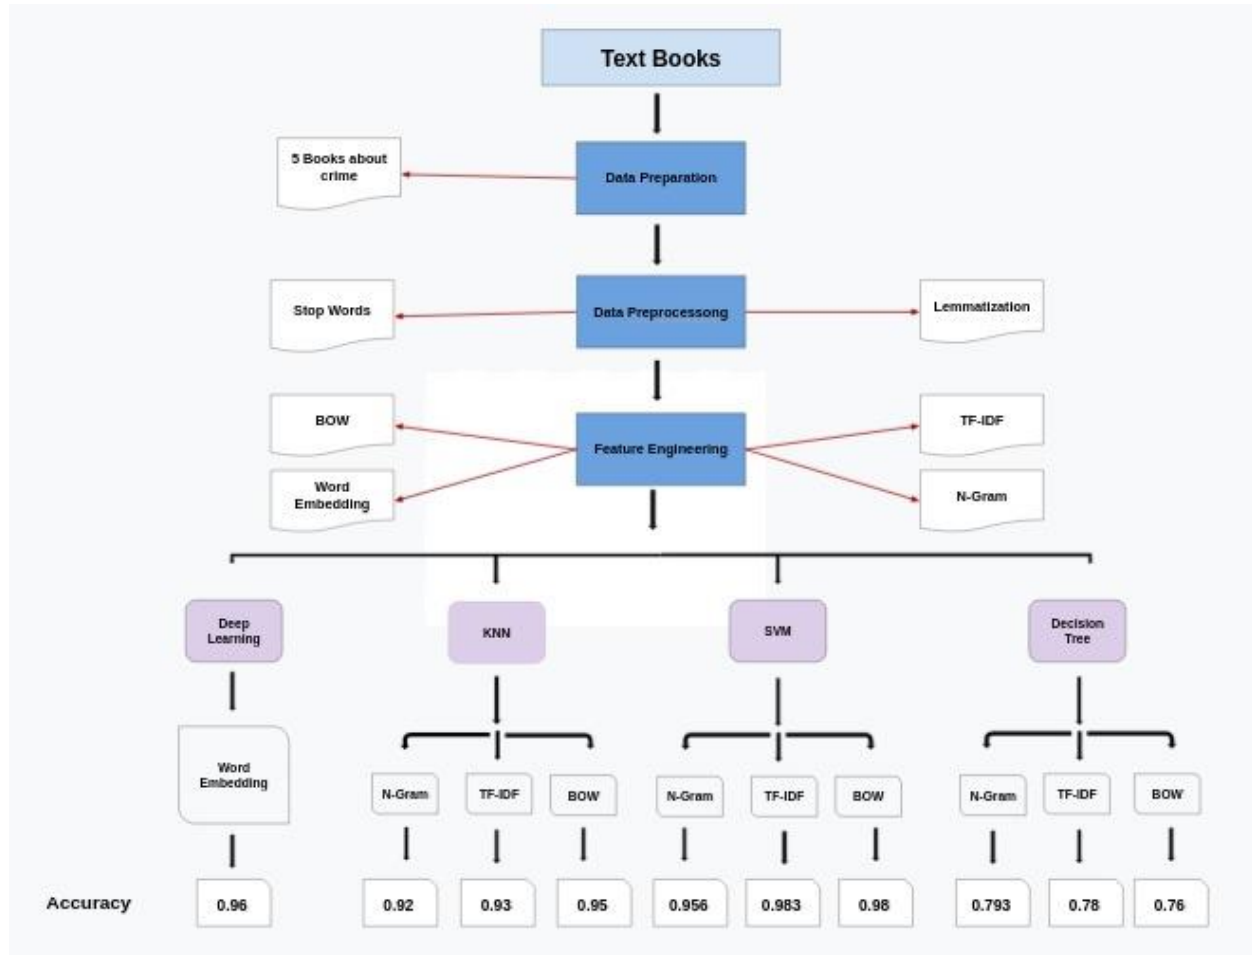 Text Books
5 Books about
crime
Data Preparation
Stop Words
Data Preprocessong
Lemmatization
BOW
Feature Engineering
TF-IDF
Word
Embedding
N-Gram
Deep
Learning
KNN
SVM
Decision
Tree
Word
Embedding
N-Gram
TF-IDF
BOW
N-Gram
TF-IDF
BOW
N-Gram
TF-IDF
BOW
Accuracy
0.96
0.92
0.93
0.95
0.956
0.983
0.98
0.793
0.78
0.76